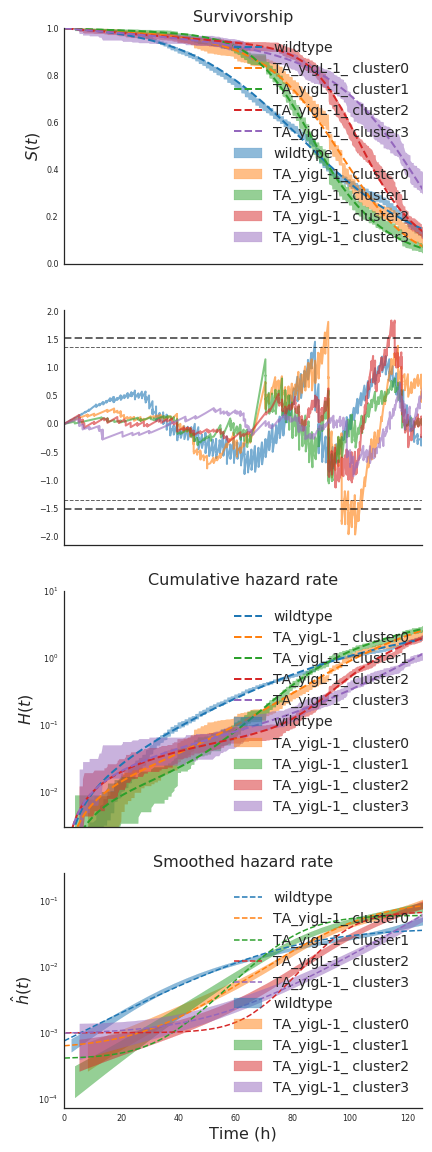 Survivorship
1.0
0.8
0.6
0.4
0.2
0.0
S(t)
wildtype
TA_yigL-1_ cluster0
TA_yigL-1_ cluster1
TA_yigL-1_ cluster2
TA_yigL-1_ cluster3
wildtype
TA_yigL-1_ cluster0
TA_yigL-1_ cluster1
TA_yigL-1_ cluster2
TA_yigL-1_ cluster3
2.0
1.5
1.0
0.5
0.0
−0.5
−1.0
−1.5
−2.0
Cumulative hazard rate
10¹
10⁰
10⁻¹
10⁻²
H(t)
wildtype
TA_yigL-1_ cluster0
TA_yigL-1_ cluster1
TA_yigL-1_ cluster2
TA_yigL-1_ cluster3
wildtype
TA_yigL-1_ cluster0
TA_yigL-1_ cluster1
TA_yigL-1_ cluster2
TA_yigL-1_ cluster3
Smoothed hazard rate
10⁻¹
10⁻²
10⁻³
10⁻⁴
ĥ(t)
wildtype
TA_yigL-1_ cluster0
TA_yigL-1_ cluster1
TA_yigL-1_ cluster2
TA_yigL-1_ cluster3
wildtype
TA_yigL-1_ cluster0
TA_yigL-1_ cluster1
TA_yigL-1_ cluster2
TA_yigL-1_ cluster3
0 20 40 60 80 100 120
Time (h)